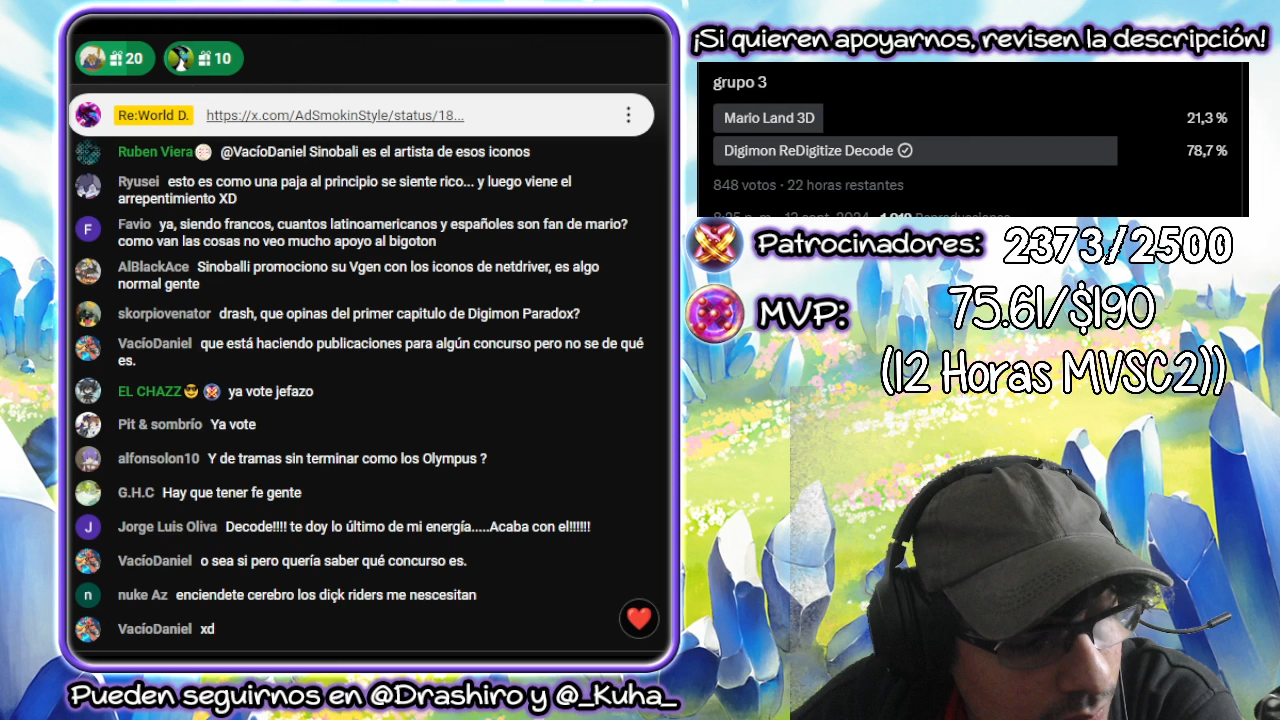 ¡Si quieren apoyarnos, revisen la descripción!
20
10
Re:World D. https://x.com/AdSmokinStyle/status/18...
Ruben Viera @VacíoDaniel Sinobali es el artista de esos iconos
Ryusei esto es como una paja al principio se siente rico... y luego viene el
arrepentimiento XD
Favio ya, siendo francos, cuantos latinoamericanos y españoles son fan de mario?
como van las cosas no veo mucho apoyo al bigoton
AlBlackAce Sinoballi promociono su Vgen con los iconos de netdriver, es algo
normal gente
skorpiovenator drash, que opinas del primer capitulo de Digimon Paradox?
VacíoDaniel que está haciendo publicaciones para algún concurso pero no se de qué
es.
EL CHAZZ ya vote jefazo
Pit & sombrío Ya vote
alfonsolon10 Y de tramas sin terminar como los Olympus ?
G.H.C Hay que tener fe gente
Jorge Luis Oliva Decode!!!! te doy lo último de mi energía.....Acaba con el!!!!!!
VacíoDaniel o sea si pero quería saber qué concurso es.
nuke Az enciendete cerebro los diçk riders me nescesitan
VacíoDaniel xd
F
J
n
Pueden seguirnos en @Drashiro y @_Kuha_
grupo 3
Mario Land 3D 21,3 %
Digimon ReDigitize Decode 78,7 %
848 votos · 22 horas restantes
8:25 p. m. · 12 sept. 2024 · 1.919 Reproducciones
Patrocinadores: 2373/2500
MVP: 75.61/$190
(12 Horas MVSC2))